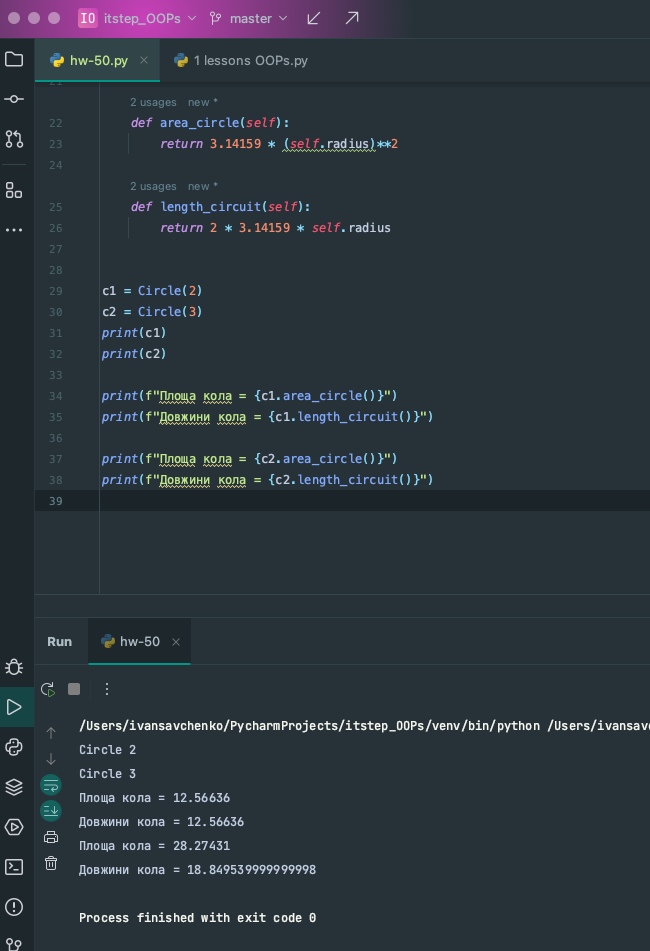 IO itstep_OOPs master
hw-50.py 1 lessons OOPs.py
2 usages new *
22 def area_circle(self):
23 return 3.14159 * (self.radius)**2
24
2 usages new *
25 def length_circuit(self):
26 return 2 * 3.14159 * self.radius
27
28
29 c1 = Circle(2)
30 c2 = Circle(3)
31 print(c1)
32 print(c2)
33
34 print(f"Площа кола = {c1.area_circle()}")
35 print(f"Довжини кола = {c1.length_circuit()}")
36
37 print(f"Площа кола = {c2.area_circle()}")
38 print(f"Довжини кола = {c2.length_circuit()}")
39
Run hw-50
/Users/ivansavchenko/PycharmProjects/itstep_OOPs/venv/bin/python /Users/ivansav
Circle 2
Circle 3
Площа кола = 12.56636
Довжини кола = 12.56636
Площа кола = 28.27431
Довжини кола = 18.849539999999998
Process finished with exit code 0